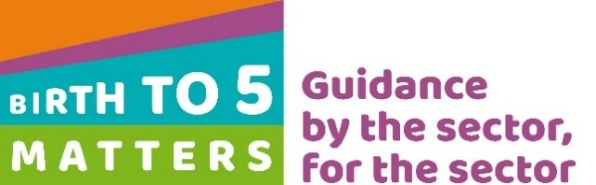 BIRTH TO 5
MATTERS
Guidance
by the sector,
for the sector